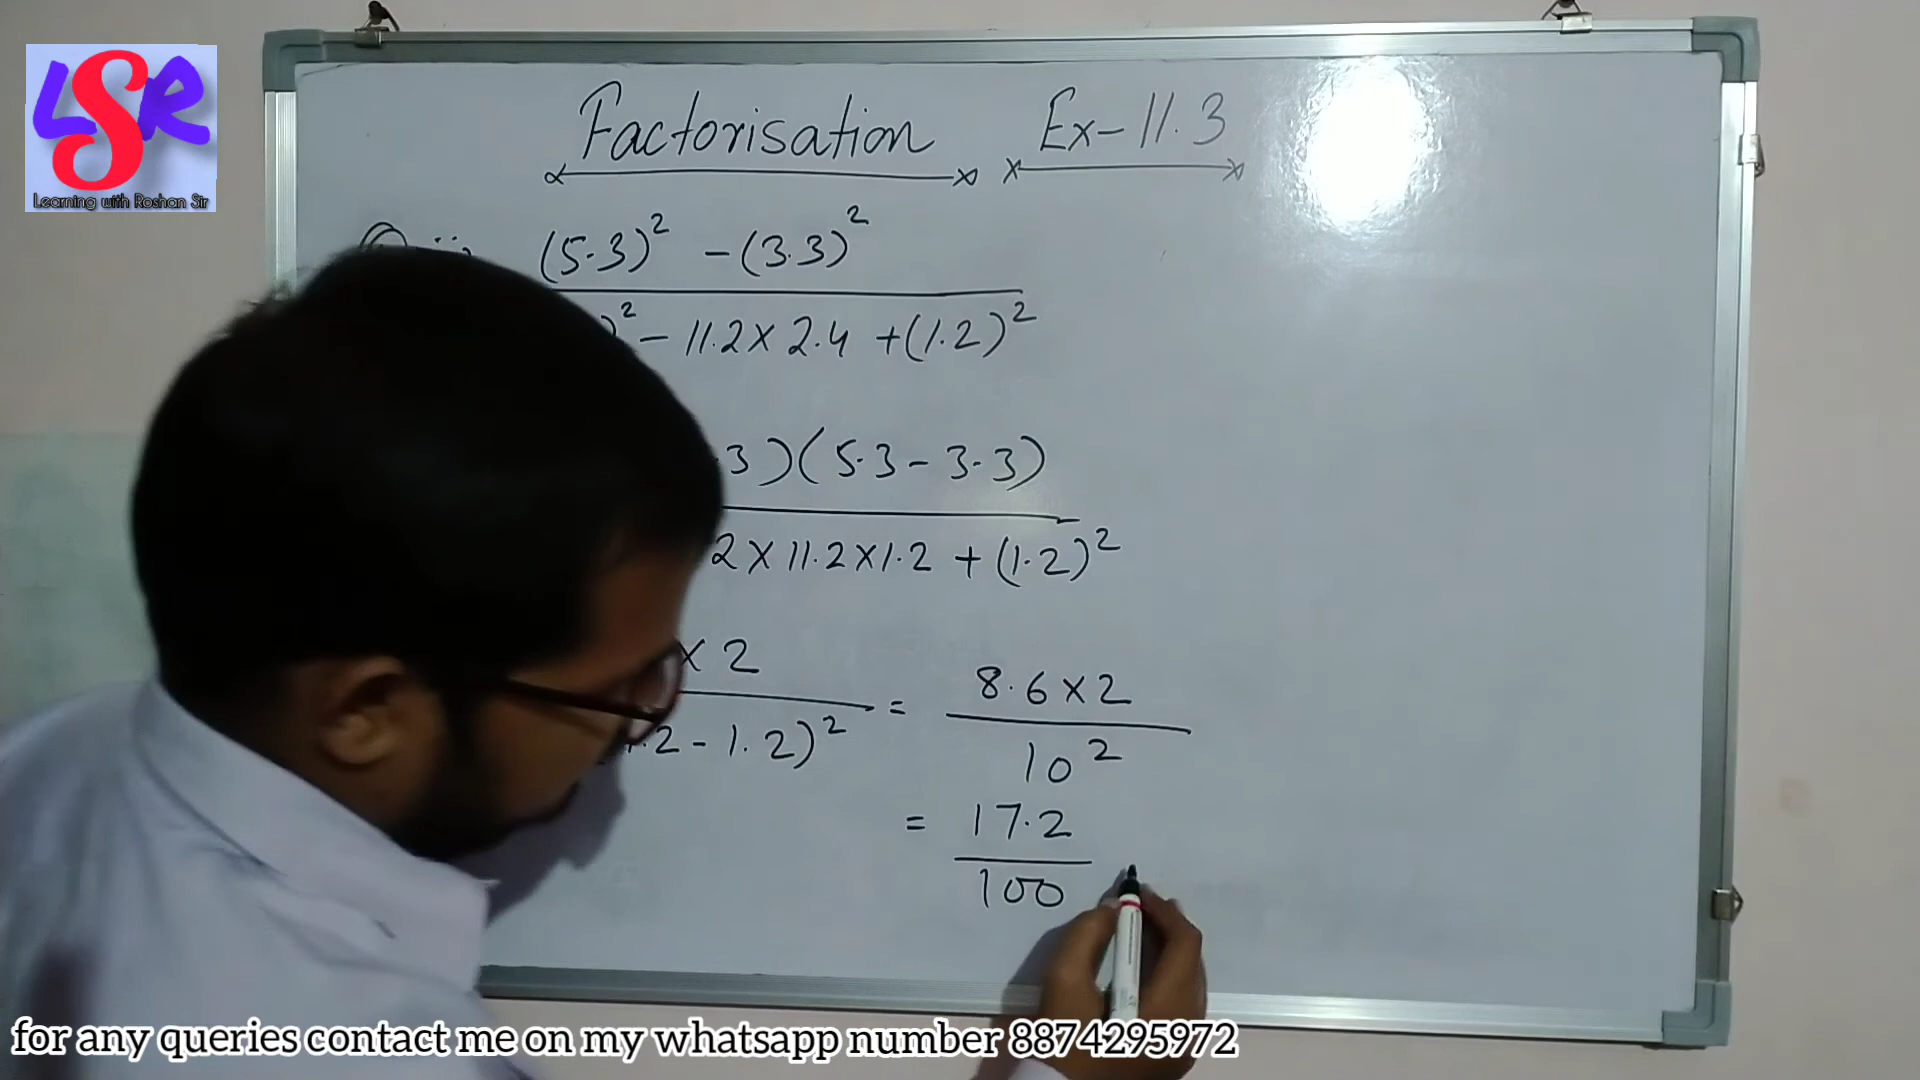 LSR
Learning with Roshan Sir
Factorisation Ex-11.3
(5.3)² - (3.3)²
)² - 11.2 × 2.4 + (1.2)²
.3)(5.3 - 3.3)
2 × 11.2 × 1.2 + (1.2)²
× 2
.2 - 1.2)²
= 8.6 × 2
10²
= 17.2
100
for any queries contact me on my whatsapp number 8874295972